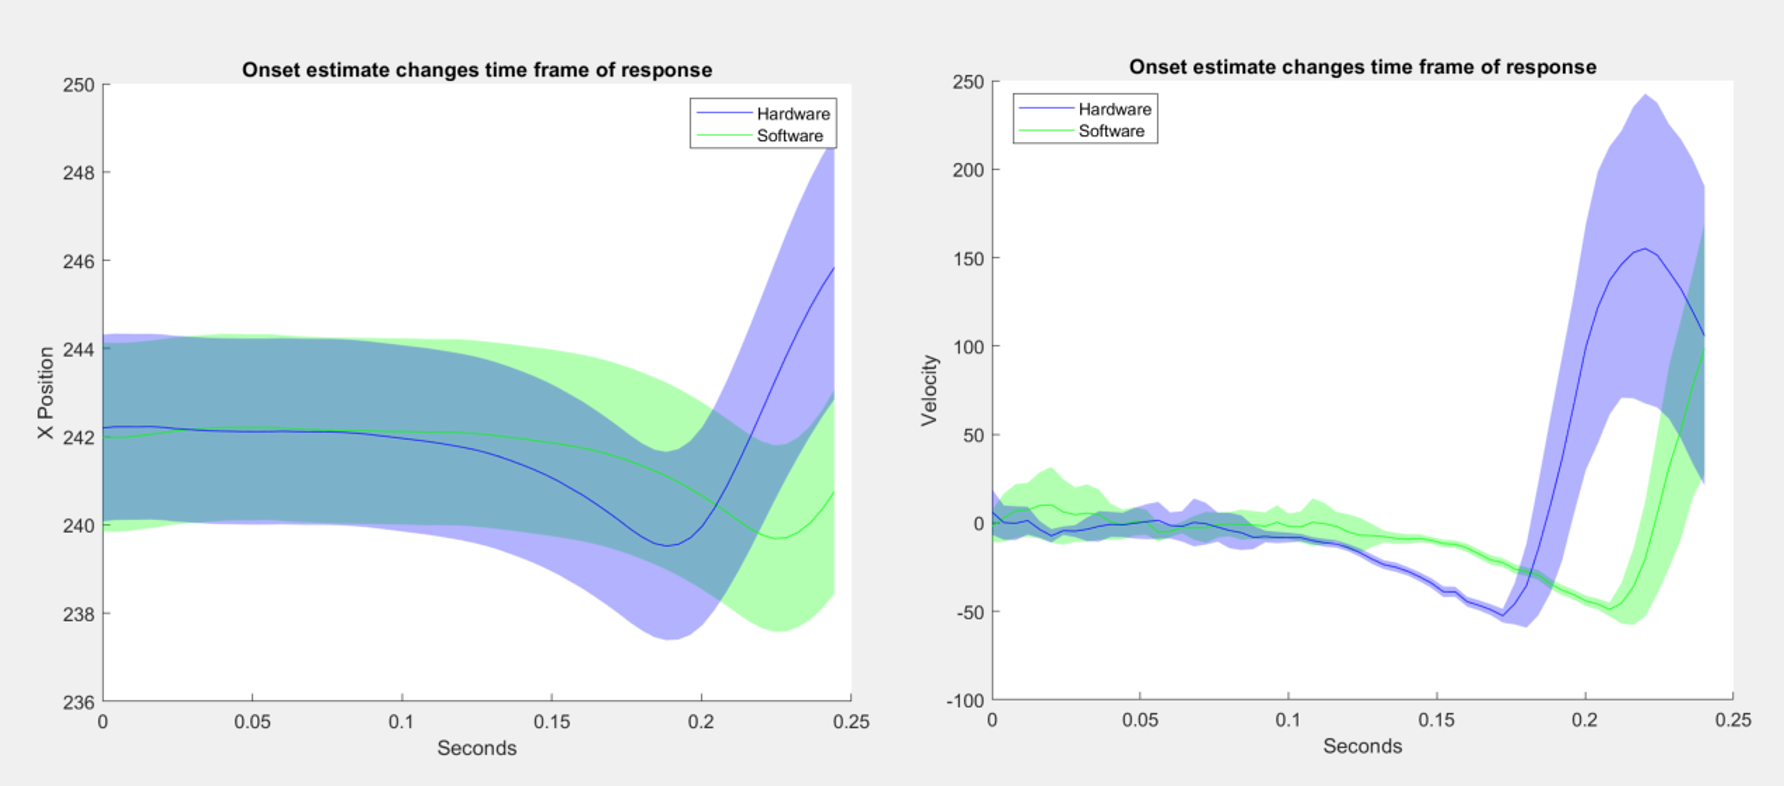 Onset estimate changes time frame of response
250
248
246
244
242
240
238
236
X Position
Hardware
Software
0 0.05 0.1 0.15 0.2 0.25
Seconds
Onset estimate changes time frame of response
250
200
150
100
50
0
-50
-100
Velocity
Hardware
Software
0 0.05 0.1 0.15 0.2 0.25
Seconds